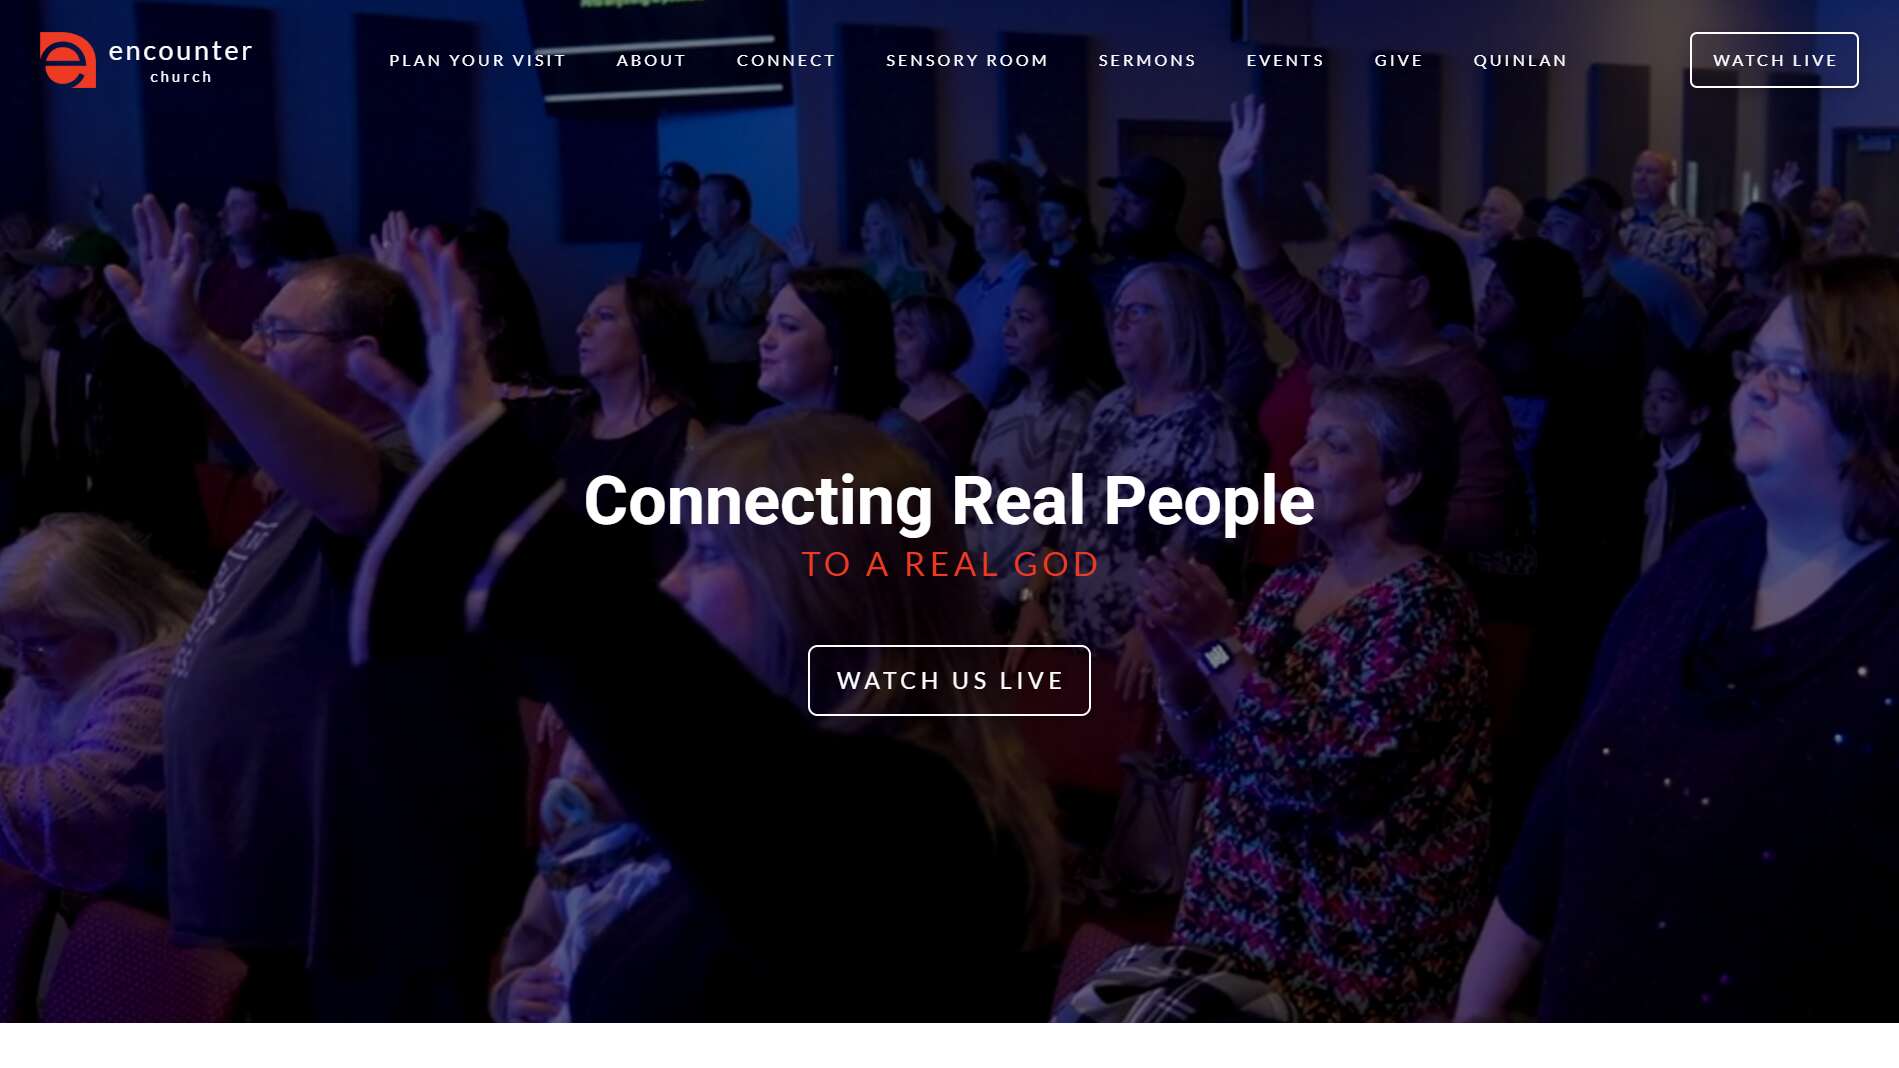 encounter
church
PLAN YOUR VISIT
ABOUT
CONNECT
SENSORY ROOM
SERMONS
EVENTS
GIVE
QUINLAN
WATCH LIVE
Connecting Real People
TO A REAL GOD
WATCH US LIVE